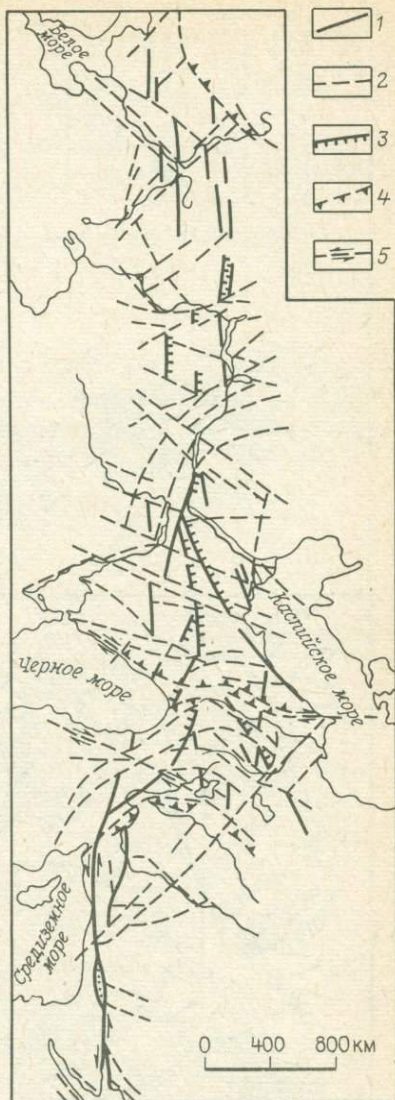 Белое
море
1
2
3
4
5
Каспийское море
Черное море
Средиземное
море
0 400 800 км